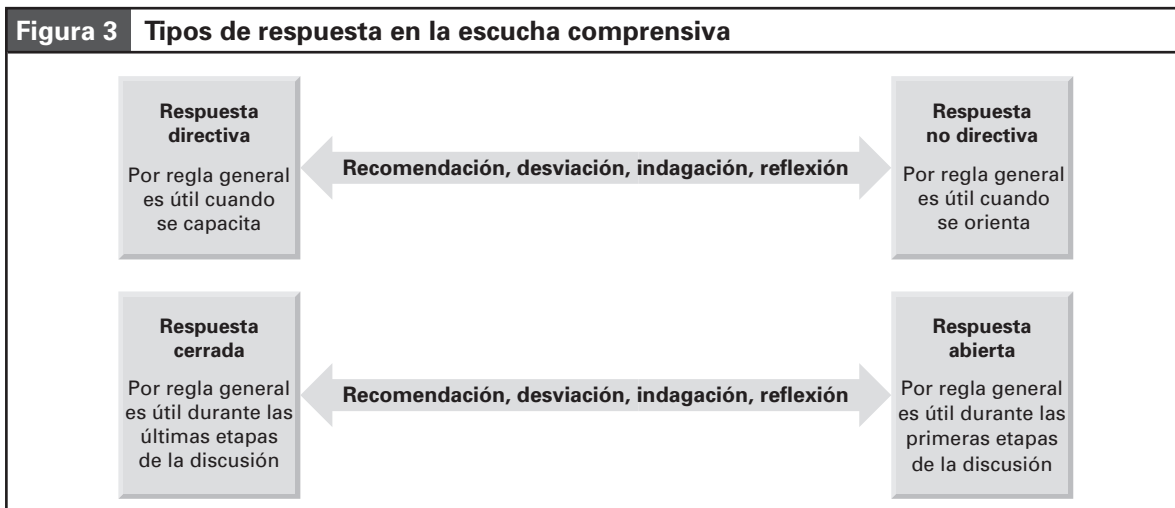 Figura 3 Tipos de respuesta en la escucha comprensiva
Respuesta
directiva
Por regla general
es útil cuando
se capacita
Recomendación, desviación, indagación, reflexión
Respuesta
no directiva
Por regla general
es útil cuando
se orienta
Respuesta
cerrada
Por regla general
es útil durante las
últimas etapas
de la discusión
Recomendación, desviación, indagación, reflexión
Respuesta
abierta
Por regla general
es útil durante las
primeras etapas
de la discusión